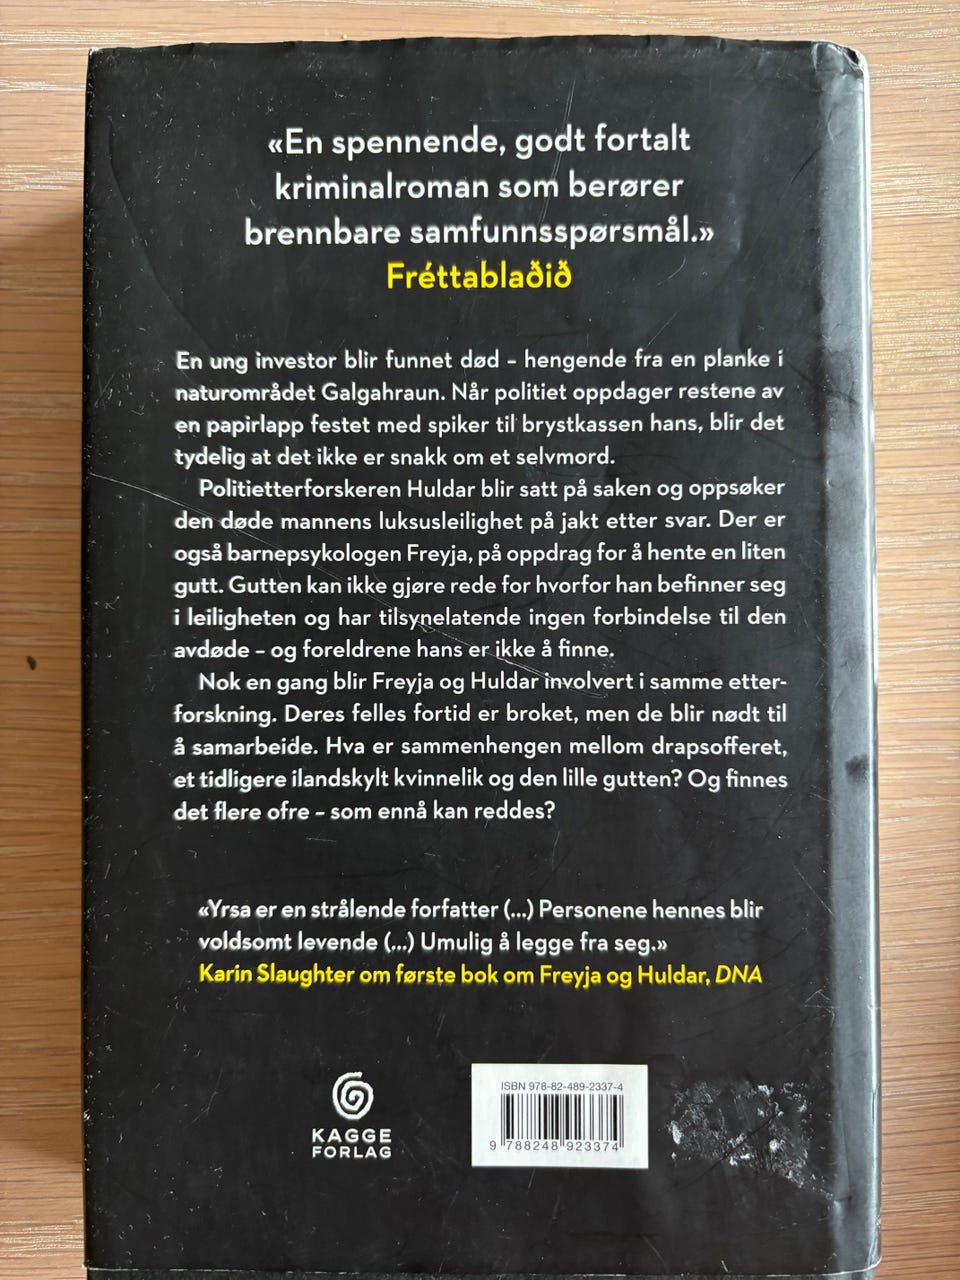 «En spennende, godt fortalt
kriminalroman som berører
brennbare samfunnsspørsmål.»
Fréttablaðið
En ung investor blir funnet død – hengende fra en planke i
naturområdet Galgahraun. Når politiet oppdager restene av
en papirlapp festet med spiker til brystkassen hans, blir det
tydelig at det ikke er snakk om et selvmord.
Politietterforskeren Huldar blir satt på saken og oppsøker
den døde mannens luksusleilighet på jakt etter svar. Der er
også barnepsykologen Freyja, på oppdrag for å hente en liten
gutt. Gutten kan ikke gjøre rede for hvorfor han befinner seg
i leiligheten og har tilsynelatende ingen forbindelse til den
avdøde – og foreldrene hans er ikke å finne.
Nok en gang blir Freyja og Huldar involvert i samme etter-
forskning. Deres felles fortid er broket, men de blir nødt til
å samarbeide. Hva er sammenhengen mellom drapsofferet,
et tidligere ilandskylt kvinnelik og den lille gutten? Og finnes
det flere ofre – som ennå kan reddes?
«Yrsa er en strålende forfatter (...) Personene hennes blir
voldsomt levende (...) Umulig å legge fra seg.»
Karin Slaughter om første bok om Freyja og Huldar, DNA
KAGGE
FORLAG
ISBN 978-82-489-2337-4
9 788248 923374